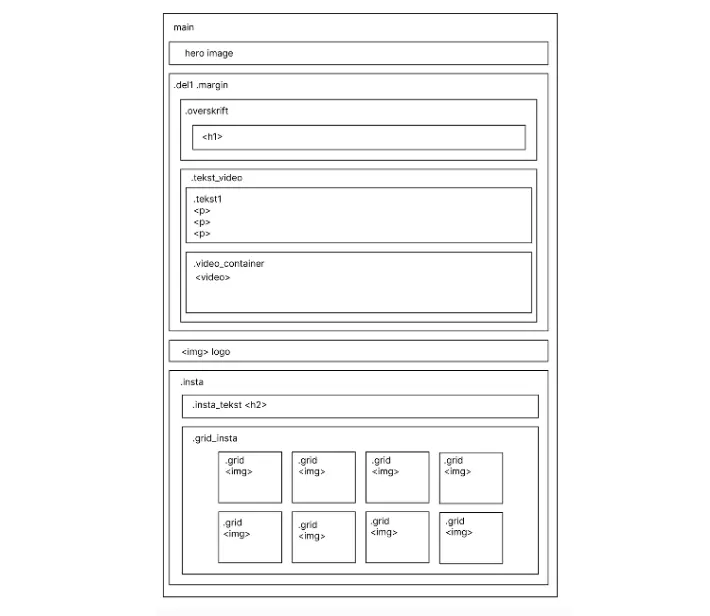 main
hero image
.del1 .margin
.overskrift
<h1>
.tekst_video
.tekst1
<p>
<p>
<p>
.video_container
<video>
<img> logo
.insta
.insta_tekst <h2>
.grid_insta
.grid
<img>
.grid
<img>
.grid
<img>
.grid
<img>
.grid
<img>
.grid
<img>
.grid
<img>
.grid
<img>